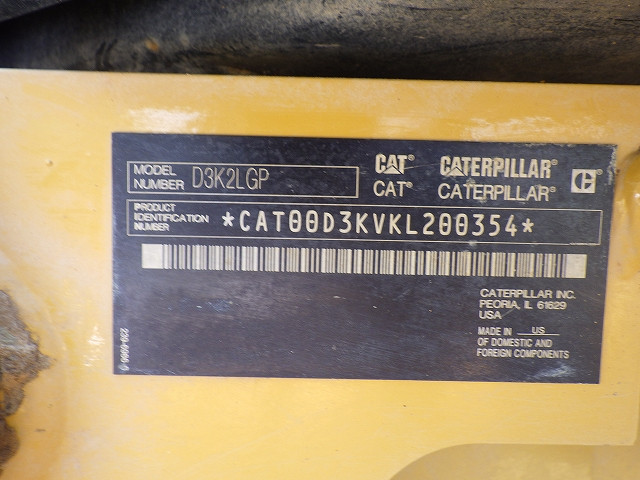 MODEL NUMBER D3K2LGP
CAT® CATERPILLAR®
CAT® CATERPILLAR®
PRODUCT IDENTIFICATION NUMBER *CAT00D3KVKL200354*
CATERPILLAR INC.
PEORIA, IL 61629
USA
MADE IN US
OF DOMESTIC AND
FOREIGN COMPONENTS